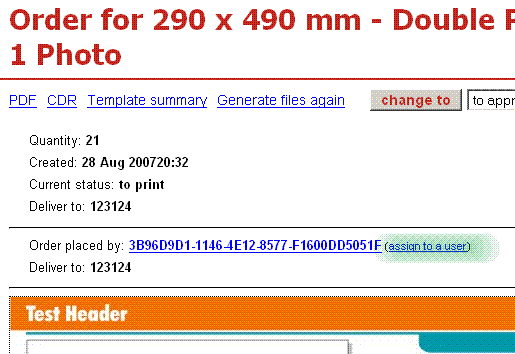 Order for 290 x 490 mm - Double
1 Photo
PDF CDR Template summary Generate files again change to to appr
Quantity: 21
Created: 28 Aug 200720:32
Current status: to print
Deliver to: 123124
Order placed by: 3B96D9D1-1146-4E12-8577-F1600DD5051F (assign to a user)
Deliver to: 123124
Test Header